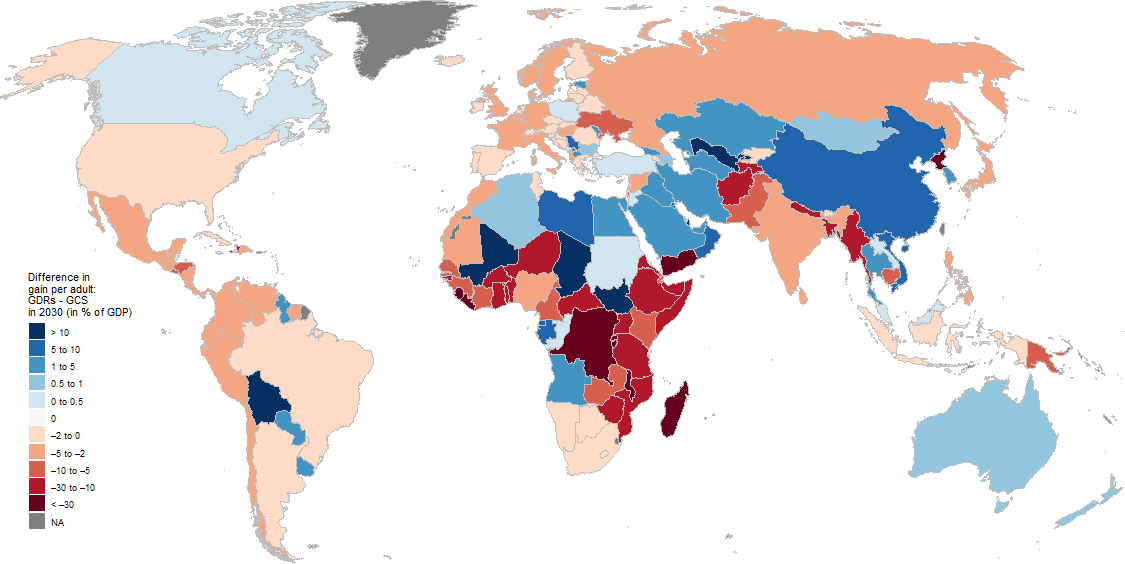 Difference in
gain per adult:
GDRs - GCS
in 2030 (in % of GDP)
> 10
5 to 10
1 to 5
0.5 to 1
0 to 0.5
0
–2 to 0
–5 to –2
–10 to –5
–30 to –10
< –30
NA